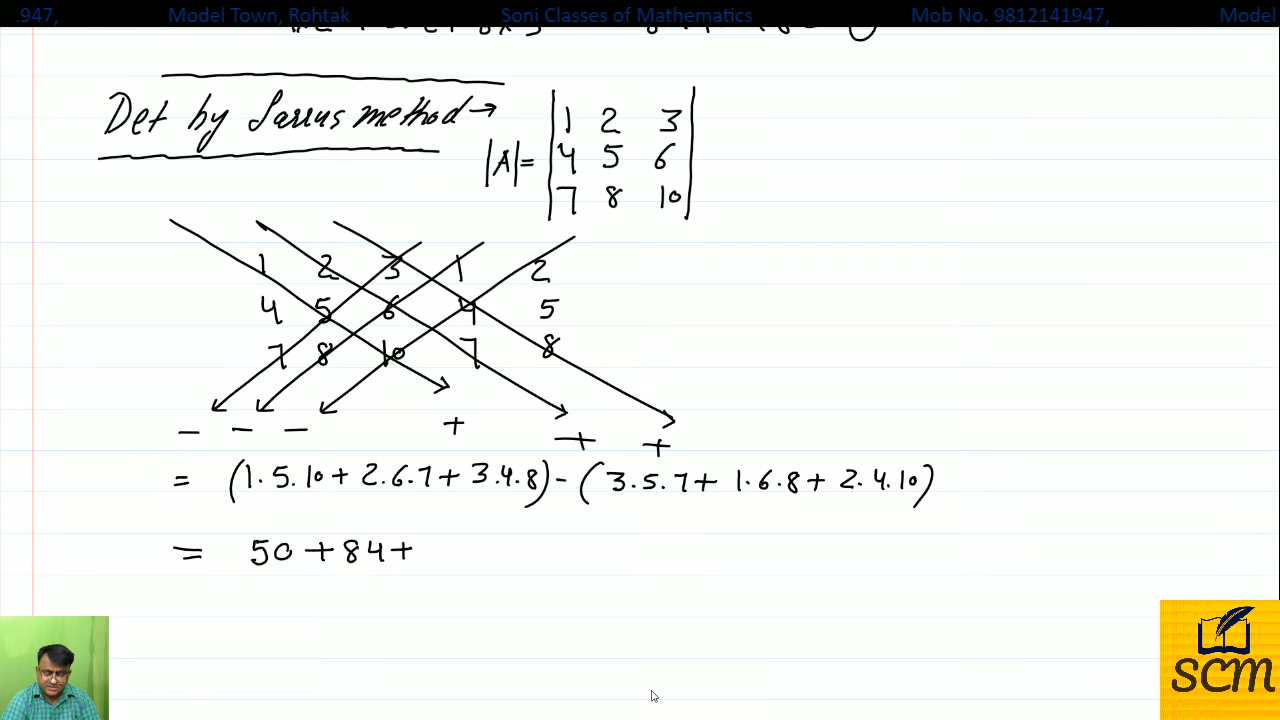 .947, Model Town, Rohtak Soni Classes of Mathematics Mob No. 9812141947, Model
Det by Sarrus method →
|A| = | 1 2 3 |
| 4 5 6 |
| 7 8 10 |
1 2 3 1 2
4 5 6 4 5
7 8 10 7 8
− − − + + +
= (1.5.10 + 2.6.7 + 3.4.8) - (3.5.7 + 1.6.8 + 2.4.10)
= 50 + 84 +
SCM